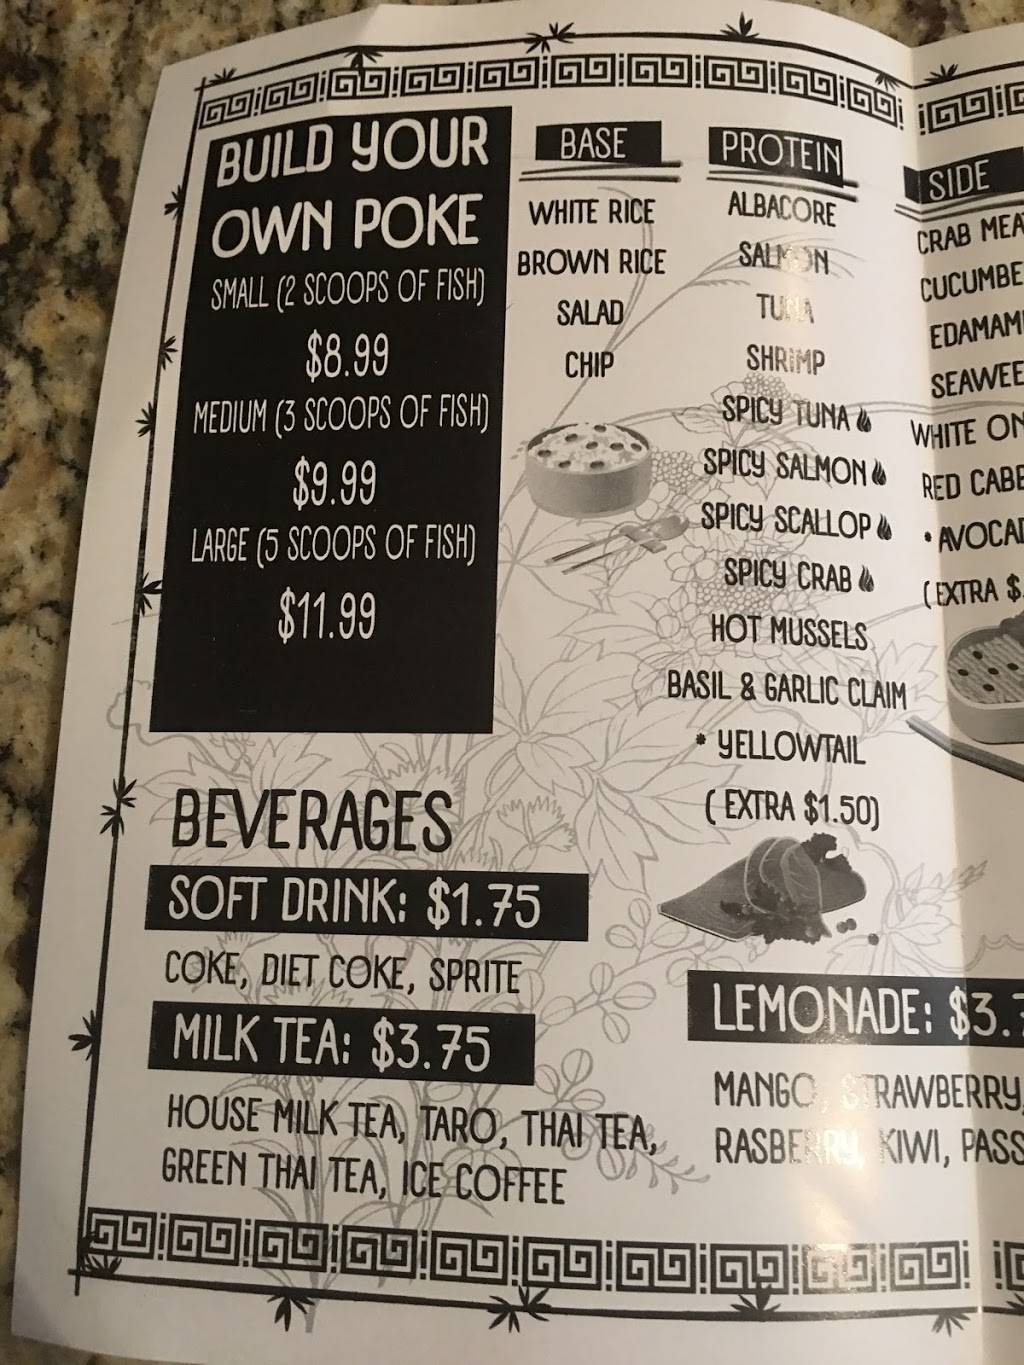 BUILD YOUR
OWN POKE
SMALL (2 SCOOPS OF FISH)
$8.99
MEDIUM (3 SCOOPS OF FISH)
$9.99
LARGE (5 SCOOPS OF FISH)
$11.99
BASE
WHITE RICE
BROWN RICE
SALAD
CHIP
PROTEIN
ALBACORE
SALMON
TUNA
SHRIMP
SPICY TUNA
SPICY SALMON
SPICY SCALLOP
SPICY CRAB
HOT MUSSELS
BASIL & GARLIC CLAIM
* YELLOWTAIL
( EXTRA $1.50)
SIDE
CRAB MEA
CUCUMBE
EDAMAM
SEAWEE
WHITE ON
RED CABB
• AVOCAD
( EXTRA $
BEVERAGES
SOFT DRINK: $1.75
COKE, DIET COKE, SPRITE
MILK TEA: $3.75
HOUSE MILK TEA, TARO, THAI TEA,
GREEN THAI TEA, ICE COFFEE
LEMONADE: $3.7
MANGO, STRAWBERRY,
RASBERRY, KIWI, PASS